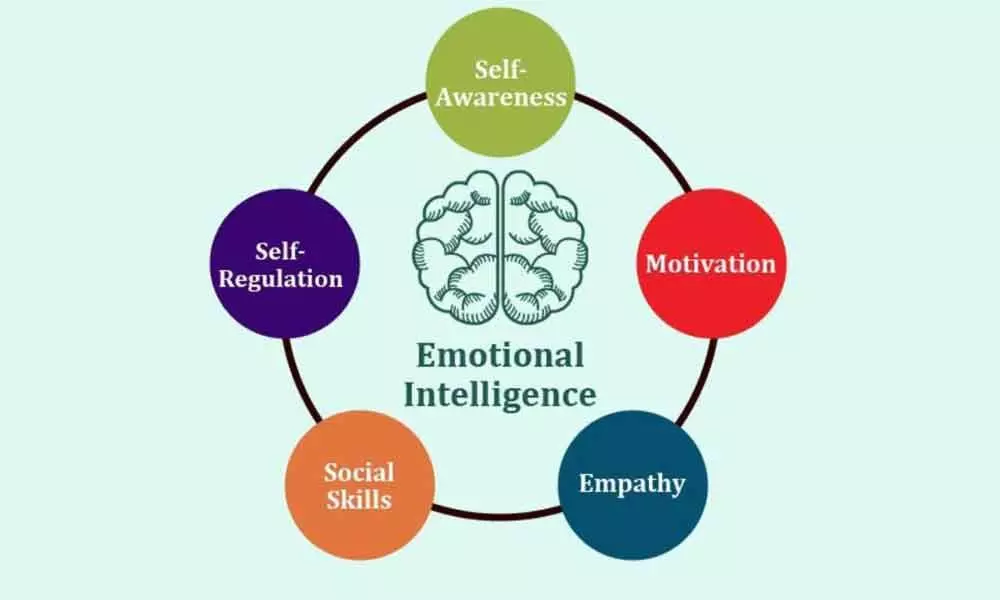 Self-
Awareness
Self-
Regulation
Motivation
Emotional
Intelligence
Social
Skills
Empathy